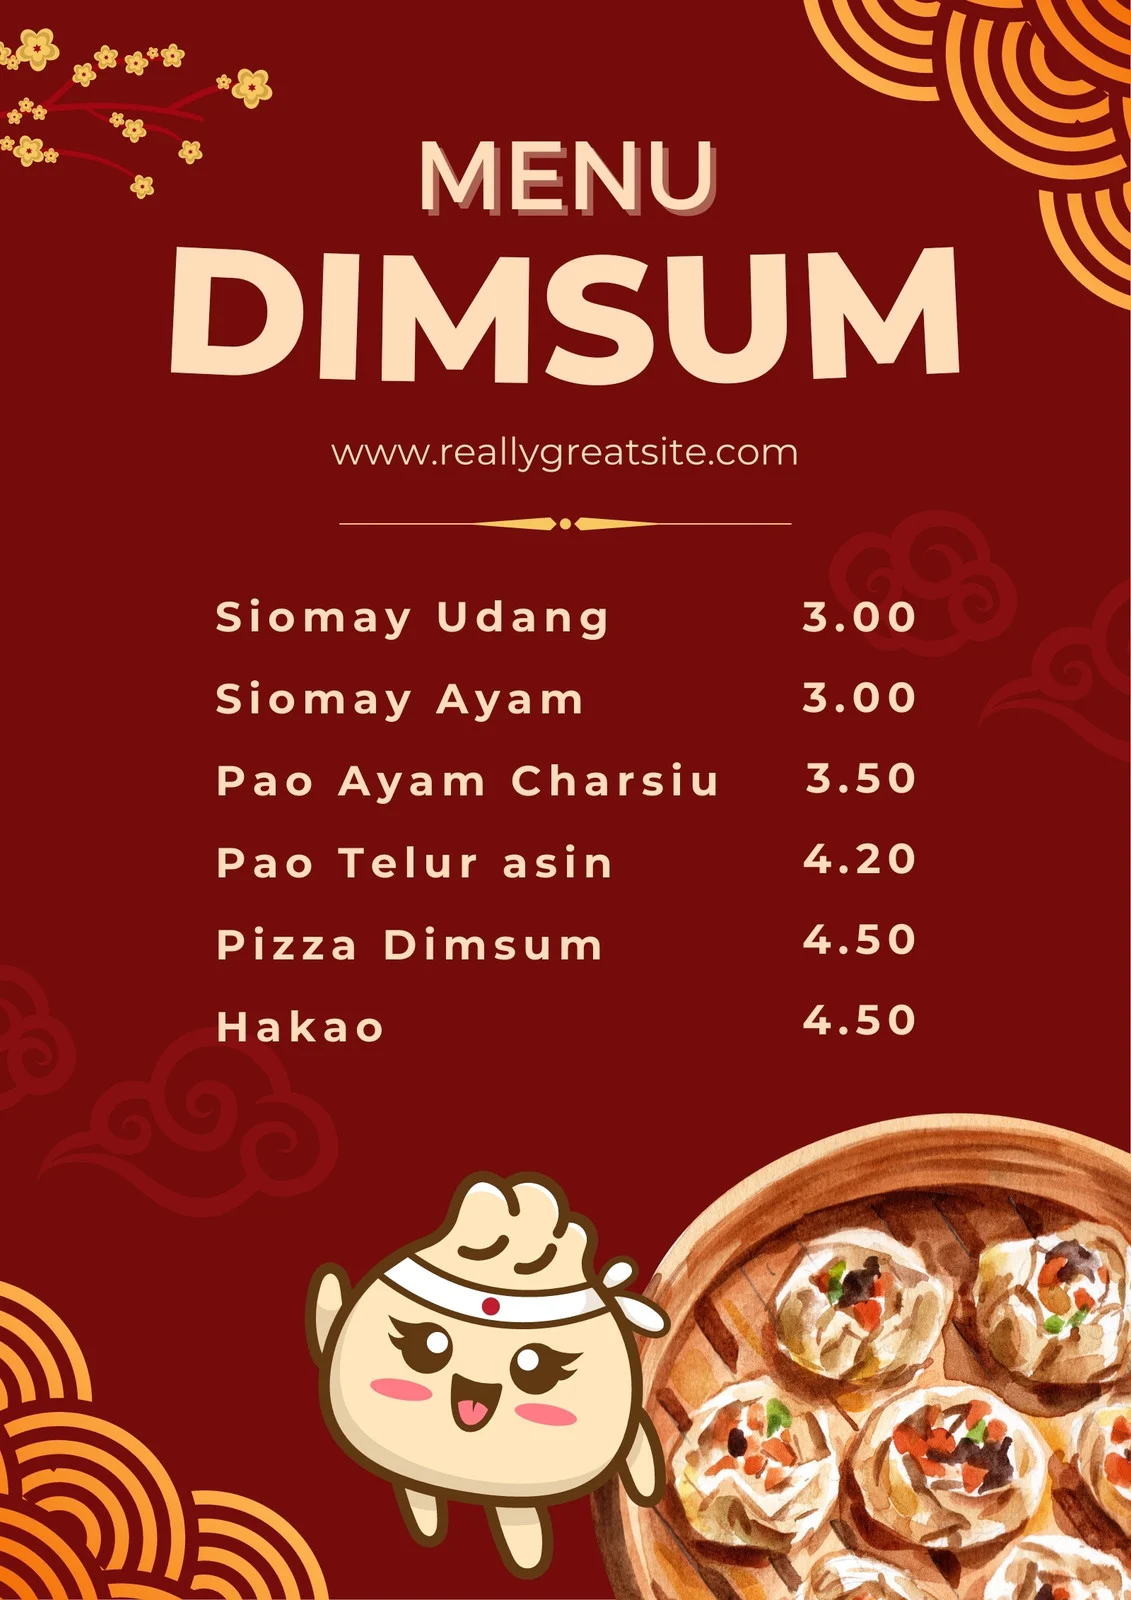 MENU
DIMSUM
www.reallygreatsite.com
Siomay Udang 3.00
Siomay Ayam 3.00
Pao Ayam Charsiu 3.50
Pao Telur asin 4.20
Pizza Dimsum 4.50
Hakao 4.50